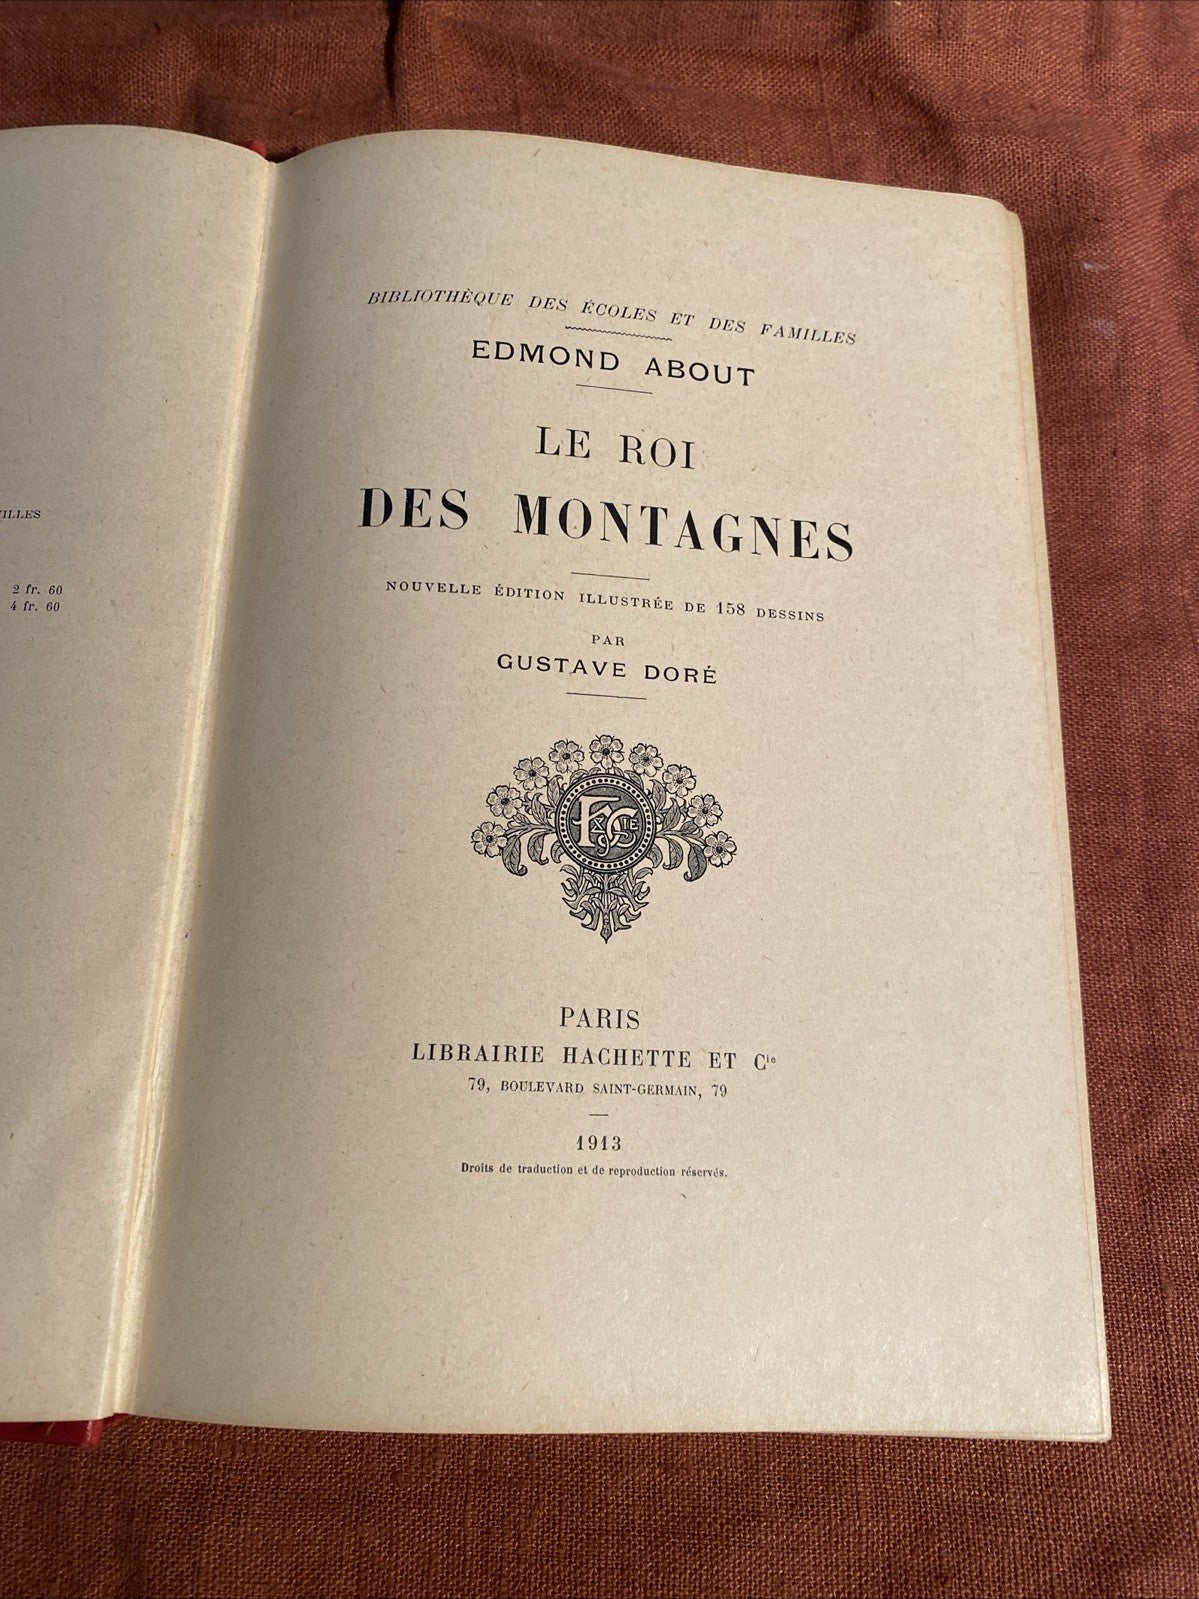 2 fr. 60
4 fr. 60
BIBLIOTHÈQUE DES ÉCOLES ET DES FAMILLES
EDMOND ABOUT
LE ROI
DES MONTAGNES
NOUVELLE ÉDITION ILLUSTRÉE DE 158 DESSINS
PAR
GUSTAVE DORÉ
PARIS
LIBRAIRIE HACHETTE ET Cie
79, BOULEVARD SAINT-GERMAIN, 79
1913
Droits de traduction et de reproduction réservés.